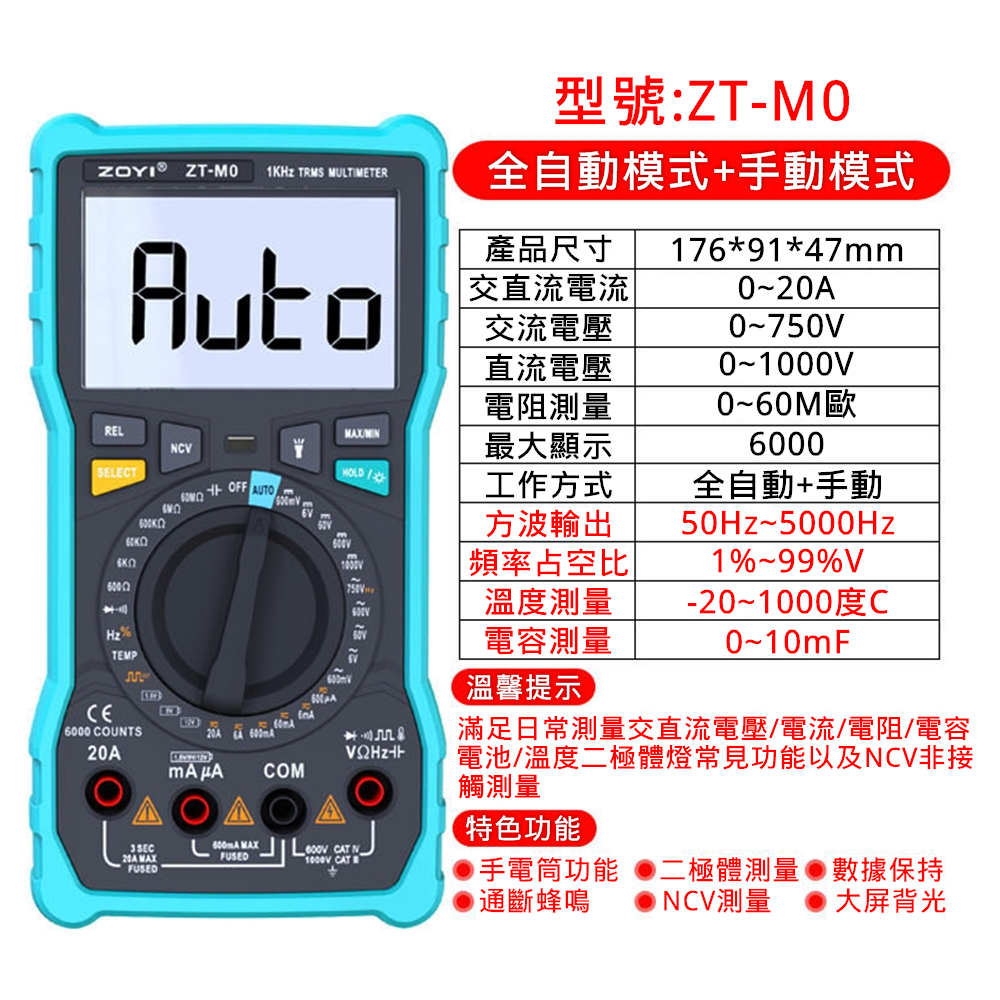 型號:ZT-M0
全自動模式+手動模式
產品尺寸 176*91*47mm
交直流電流 0~20A
交流電壓 0~750V
直流電壓 0~1000V
電阻測量 0~60M歐
最大顯示 6000
工作方式 全自動+手動
方波輸出 50Hz~5000Hz
頻率占空比 1%~99%V
溫度測量 -20~1000度C
電容測量 0~10mF
溫馨提示
滿足日常測量交直流電壓/電流/電阻/電容
電池/溫度二極體燈常見功能以及NCV非接
觸測量
特色功能
手電筒功能 二極體測量 數據保持
通斷蜂鳴 NCV測量 大屏背光
ZOYI® ZT-M0 1KHz TRMS MULTIMETER
Auto
REL
NCV
MAX/MIN
SELECT
HOLD /
OFF
AUTO
600mV
6V
60V
600V
1000V
750V
600V
60V
6V
600mV
600μA
6mA
60mA
600mA
6A
20A
12V
9V
1.5V
TEMP
Hz%
600Ω
6KΩ
60KΩ
600KΩ
6MΩ
60MΩ
CE
6000 COUNTS
20A
1.5V/9V/12V
mA μA
COM
VΩHz
3 SEC
20A MAX
FUSED
600mA MAX
FUSED
600V CAT IV
1000V CAT III